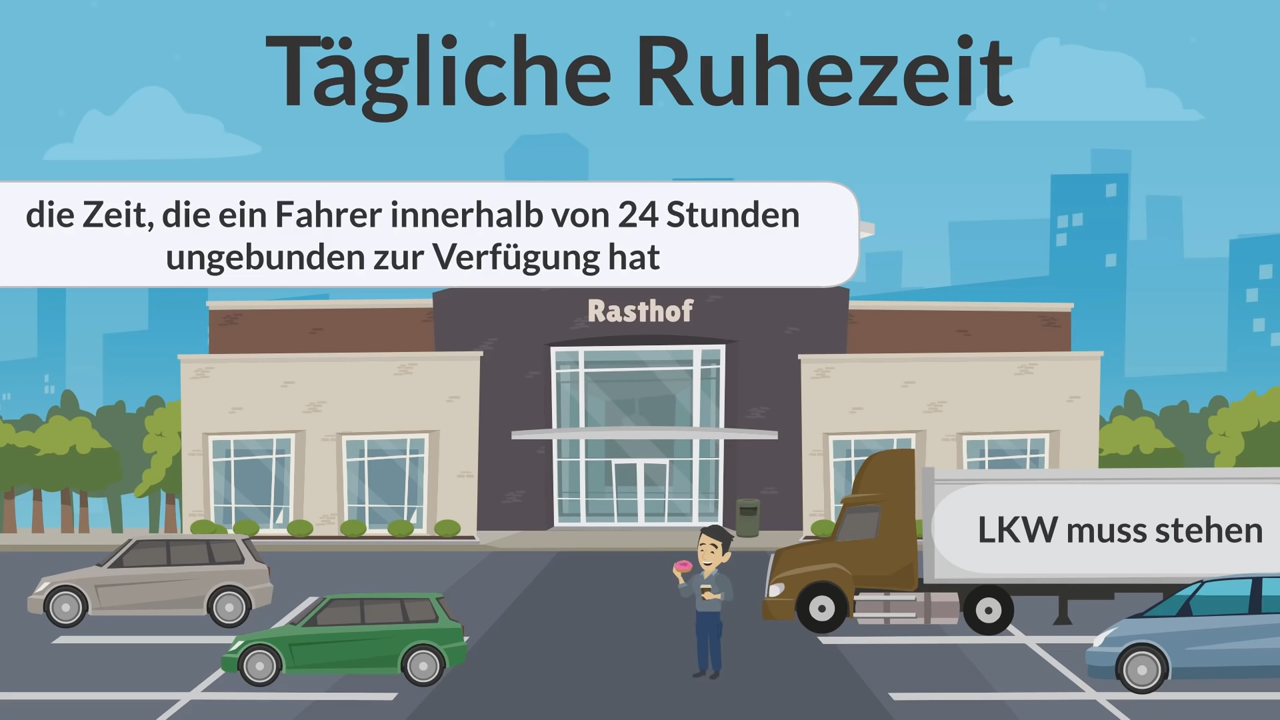 Tägliche Ruhezeit
die Zeit, die ein Fahrer innerhalb von 24 Stunden
ungebunden zur Verfügung hat
Rasthof
LKW muss stehen